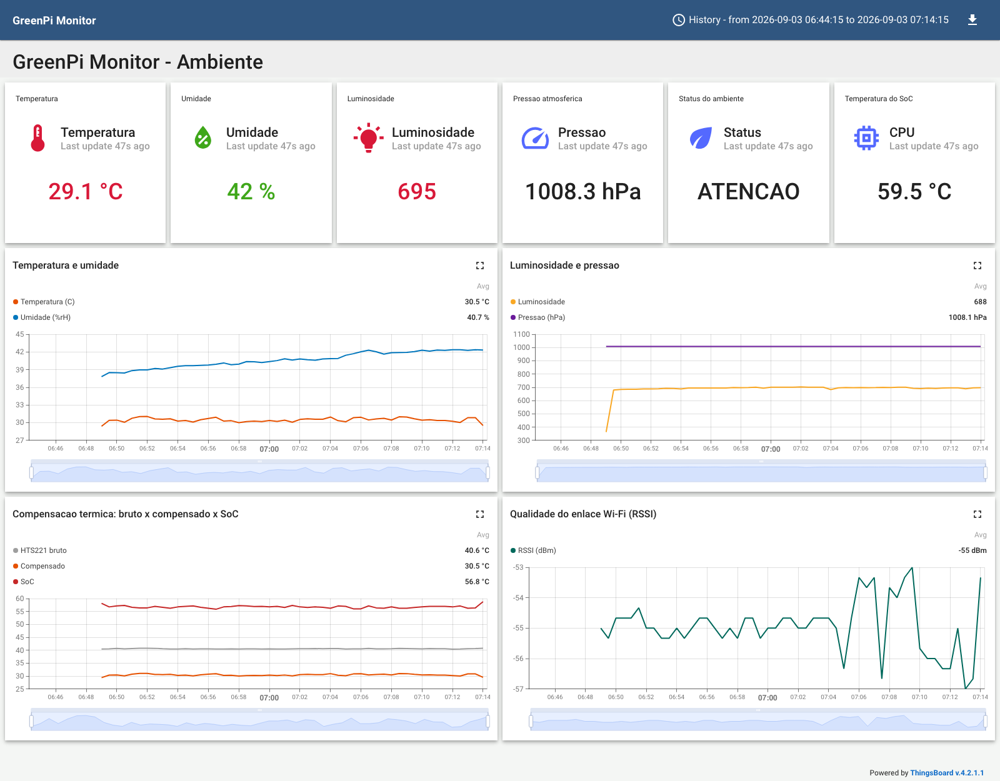 GreenPi Monitor
History - from 2026-09-03 06:44:15 to 2026-09-03 07:14:15
GreenPi Monitor - Ambiente
Temperatura
Temperatura
Last update 47s ago
29.1 °C
Umidade
Umidade
Last update 47s ago
42 %
Luminosidade
Luminosidade
Last update 47s ago
695
Pressao atmosferica
Pressao
Last update 47s ago
1008.3 hPa
Status do ambiente
Status
Last update 47s ago
ATENCAO
Temperatura do SoC
CPU
Last update 47s ago
59.5 °C
Temperatura e umidade
Avg
Temperatura (C) 30.5 °C
Umidade (%rH) 40.7 %
45
42
39
36
33
30
27
06:46 06:48 06:50 06:52 06:54 06:56 06:58 07:00 07:02 07:04 07:06 07:08 07:10 07:12 07:14
Luminosidade e pressao
Avg
Luminosidade 688
Pressao (hPa) 1008.1 hPa
1100
1000
900
800
700
600
500
400
300
06:46 06:48 06:50 06:52 06:54 06:56 06:58 07:00 07:02 07:04 07:06 07:08 07:10 07:12 07:14
Compensacao termica: bruto x compensado x SoC
Avg
HTS221 bruto 40.6 °C
Compensado 30.5 °C
SoC 56.8 °C
60
55
50
45
40
35
30
25
06:46 06:48 06:50 06:52 06:54 06:56 06:58 07:00 07:02 07:04 07:06 07:08 07:10 07:12 07:14
Qualidade do enlace Wi-Fi (RSSI)
Avg
RSSI (dBm) -55 dBm
-53
-54
-55
-56
-57
06:46 06:48 06:50 06:52 06:54 06:56 06:58 07:00 07:02 07:04 07:06 07:08 07:10 07:12 07:14
Powered by ThingsBoard v.4.2.1.1